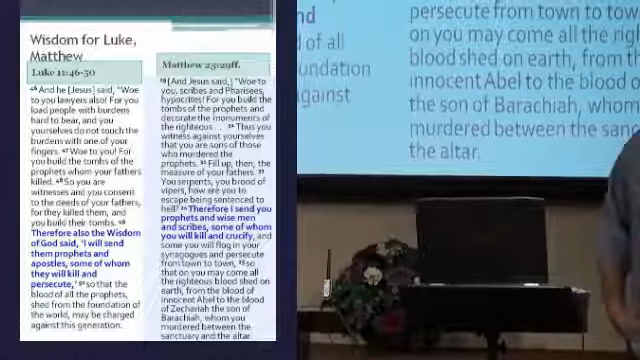 Wisdom for Luke,
Matthew
Luke 11:46-50
46 And he [Jesus] said, "Woe
to you lawyers also! For you
load people with burdens
hard to bear, and you
yourselves do not touch the
burdens with one of your
fingers. 47 Woe to you! For
you build the tombs of the
prophets whom your fathers
killed. 48 So you are
witnesses and you consent
to the deeds of your fathers,
for they killed them, and
you build their tombs. 49
Therefore also the Wisdom
of God said, 'I will send
them prophets and
apostles, some of whom
they will kill and
persecute,' 50 so that the
blood of all the prophets,
shed from the foundation of
the world, may be charged
against this generation.
Matthew 23:29ff.
29 [And Jesus said,] "Woe to
you, scribes and Pharisees,
hypocrites! For you build the
tombs of the prophets and
decorate the monuments of
the righteous . . 31 Thus you
witness against yourselves
that you are sons of those
who murdered the
prophets. 32 Fill up, then, the
measure of your fathers. 33
You serpents, you brood of
vipers, how are you to
escape being sentenced to
hell? 34 Therefore I send you
prophets and wise men
and scribes, some of whom
you will kill and crucify, and
some you will flog in your
synagogues and persecute
from town to town, 35 so
that on you may come all
the righteous blood shed on
earth, from the blood of
innocent Abel to the blood
of Zechariah the son of
Barachiah, whom you
murdered between the
sanctuary and the altar.
nd
d of all
undation
against
persecute from town to tow
on you may come all the righ
blood shed on earth, from th
innocent Abel to the blood o
the son of Barachiah, whom
murdered between the sanc
the altar.